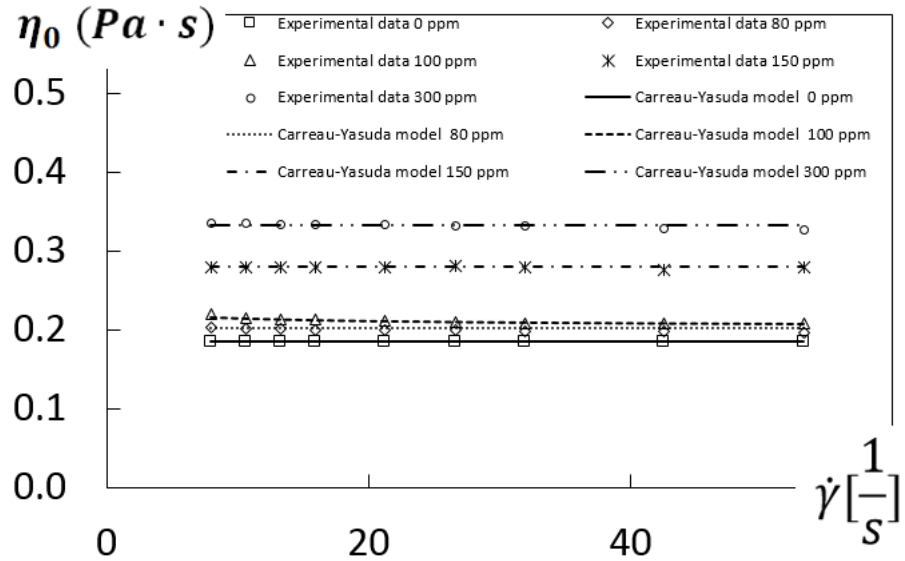 η₀ (Pa · s)
Experimental data 0 ppm
Experimental data 80 ppm
Experimental data 100 ppm
Experimental data 150 ppm
Experimental data 300 ppm
Carreau-Yasuda model 0 ppm
Carreau-Yasuda model 80 ppm
Carreau-Yasuda model 100 ppm
Carreau-Yasuda model 150 ppm
Carreau-Yasuda model 300 ppm
0.5
0.4
0.3
0.2
0.1
0.0
0 20 40
γ̇[1/s]